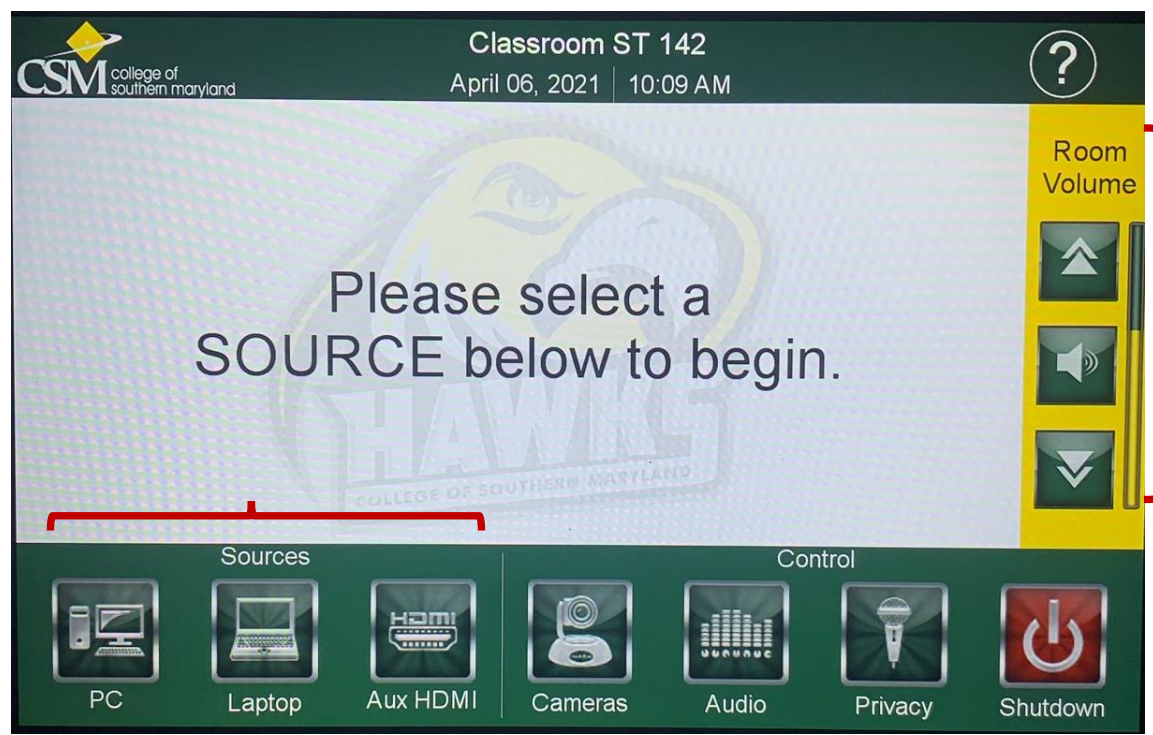 CSM college of
southern maryland
Classroom ST 142
April 06, 2021 10:09 AM
?
Room
Volume
Please select a
SOURCE below to begin.
HAWKS
COLLEGE OF SOUTHERN MARYLAND
Sources
Control
HDMI
PC
Laptop
Aux HDMI
Cameras
Audio
Privacy
Shutdown